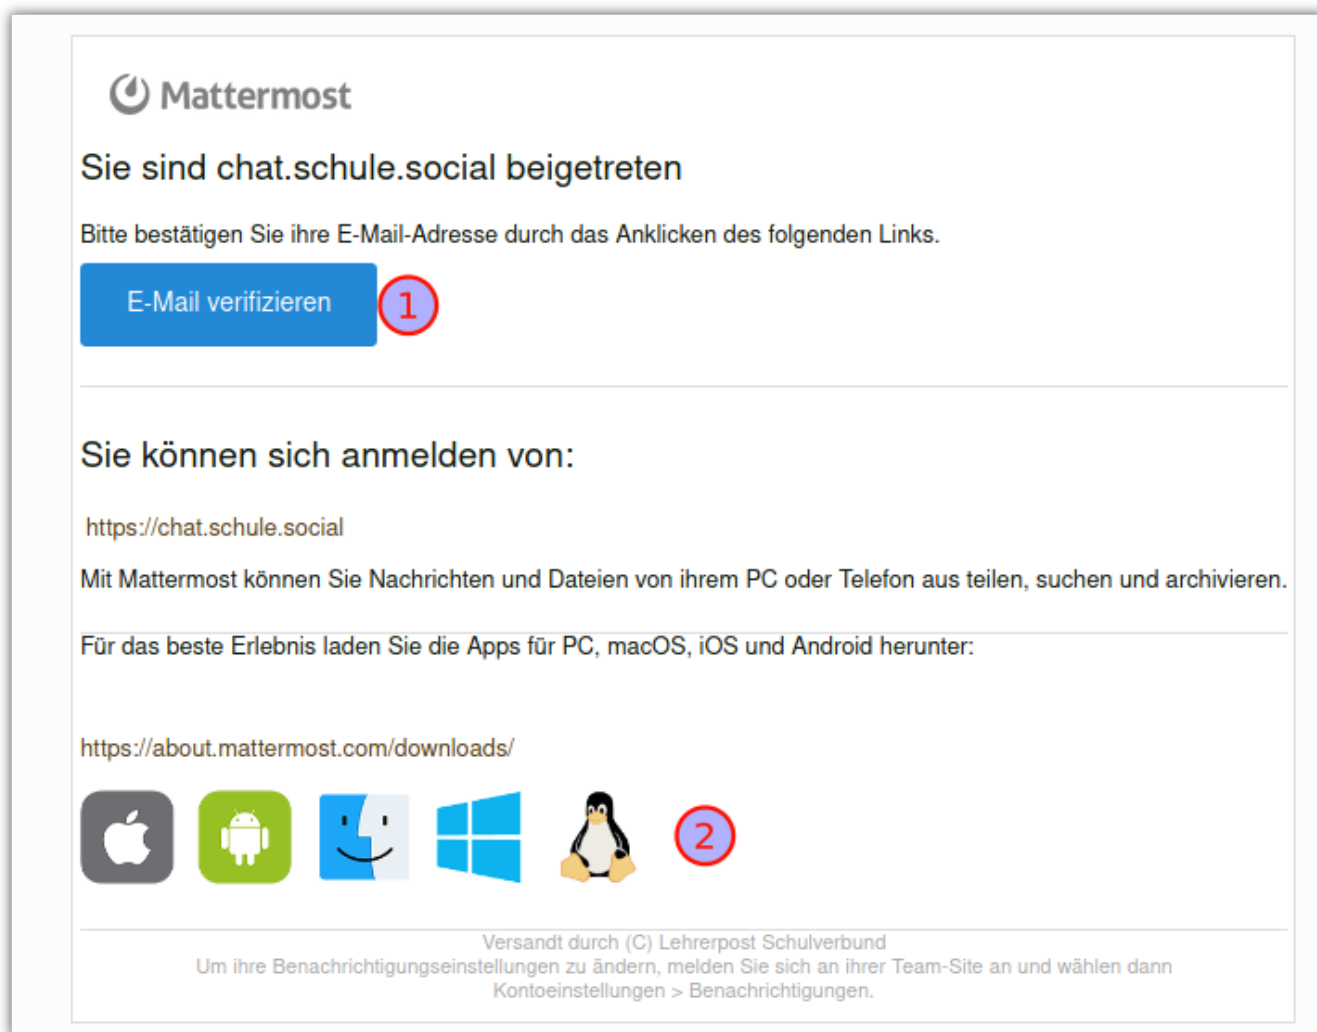 Mattermost
Sie sind chat.schule.social beigetreten
Bitte bestätigen Sie ihre E-Mail-Adresse durch das Anklicken des folgenden Links.
E-Mail verifizieren
1
Sie können sich anmelden von:
https://chat.schule.social
Mit Mattermost können Sie Nachrichten und Dateien von ihrem PC oder Telefon aus teilen, suchen und archivieren.
Für das beste Erlebnis laden Sie die Apps für PC, macOS, iOS und Android herunter:
https://about.mattermost.com/downloads/
2
Versandt durch (C) Lehrerpost Schulverbund
Um ihre Benachrichtigungseinstellungen zu ändern, melden Sie sich an ihrer Team-Site an und wählen dann
Kontoeinstellungen > Benachrichtigungen.